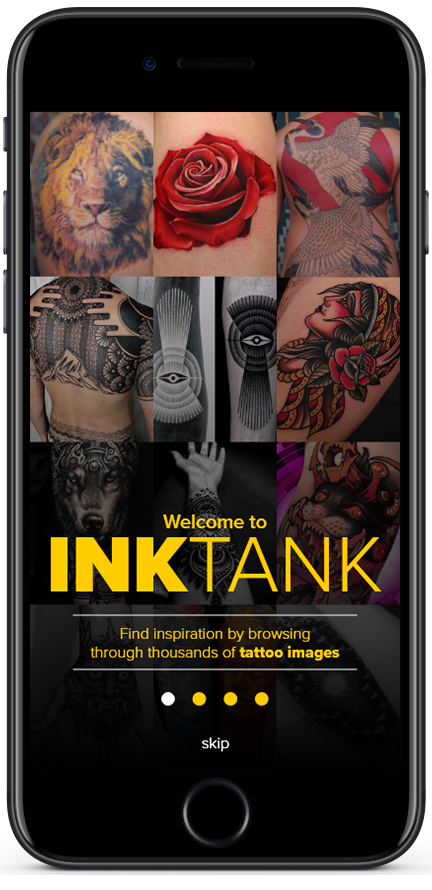 Welcome to
INKTANK
Find inspiration by browsing
through thousands of tattoo images
skip